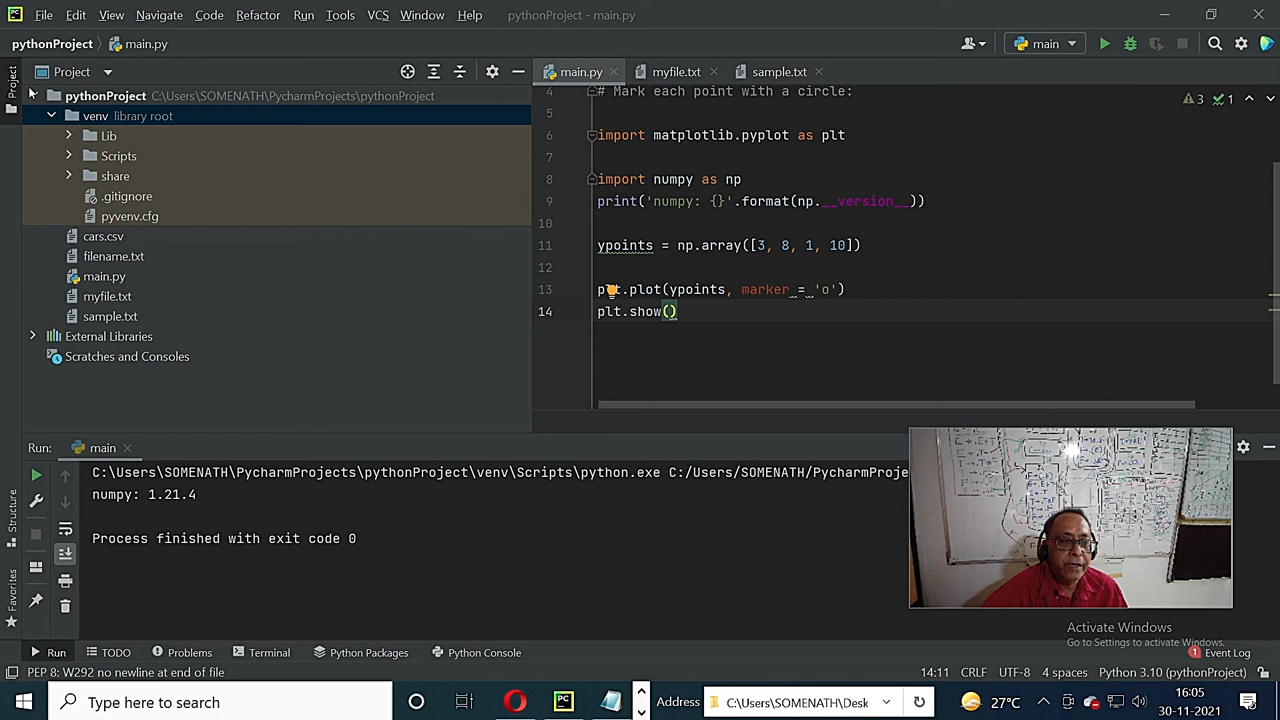 File Edit View Navigate Code Refactor Run Tools VCS Window Help pythonProject - main.py
pythonProject main.py main
Project main.py myfile.txt sample.txt
Project
pythonProject C:\Users\SOMENATH\PycharmProjects\pythonProject
venv library root
Lib
Scripts
share
.gitignore
pyvenv.cfg
cars.csv
filename.txt
main.py
myfile.txt
sample.txt
External Libraries
Scratches and Consoles
4 # Mark each point with a circle:
5
6 import matplotlib.pyplot as plt
7
8 import numpy as np
9 print('numpy: {}'.format(np.__version__))
10
11 ypoints = np.array([3, 8, 1, 10])
12
13 plt.plot(ypoints, marker = 'o')
14 plt.show()
3 1
Run: main
C:\Users\SOMENATH\PycharmProjects\pythonProject\venv\Scripts\python.exe C:/Users/SOMENATH/PycharmProje
numpy: 1.21.4
Process finished with exit code 0
Structure
Favorites
Activate Windows
Go to Settings to activate Windows.
Run TODO Problems Terminal Python Packages Python Console 1 Event Log
PEP 8: W292 no newline at end of file 14:11 CRLF UTF-8 4 spaces Python 3.10 (pythonProject)
Type here to search Address C:\Users\SOMENATH\Desk 27°C 16:05
30-11-2021